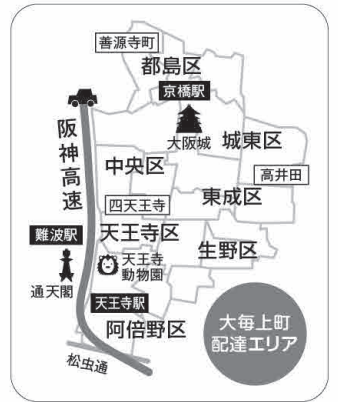 善源寺町
都島区
京橋駅
大阪城
城東区
阪神高速
中央区
高井田
東成区
四天王寺
難波駅
天王寺区
生野区
天王寺
動物園
通天閣
天王寺駅
阿倍野区
大毎上町
配達エリア
松虫通